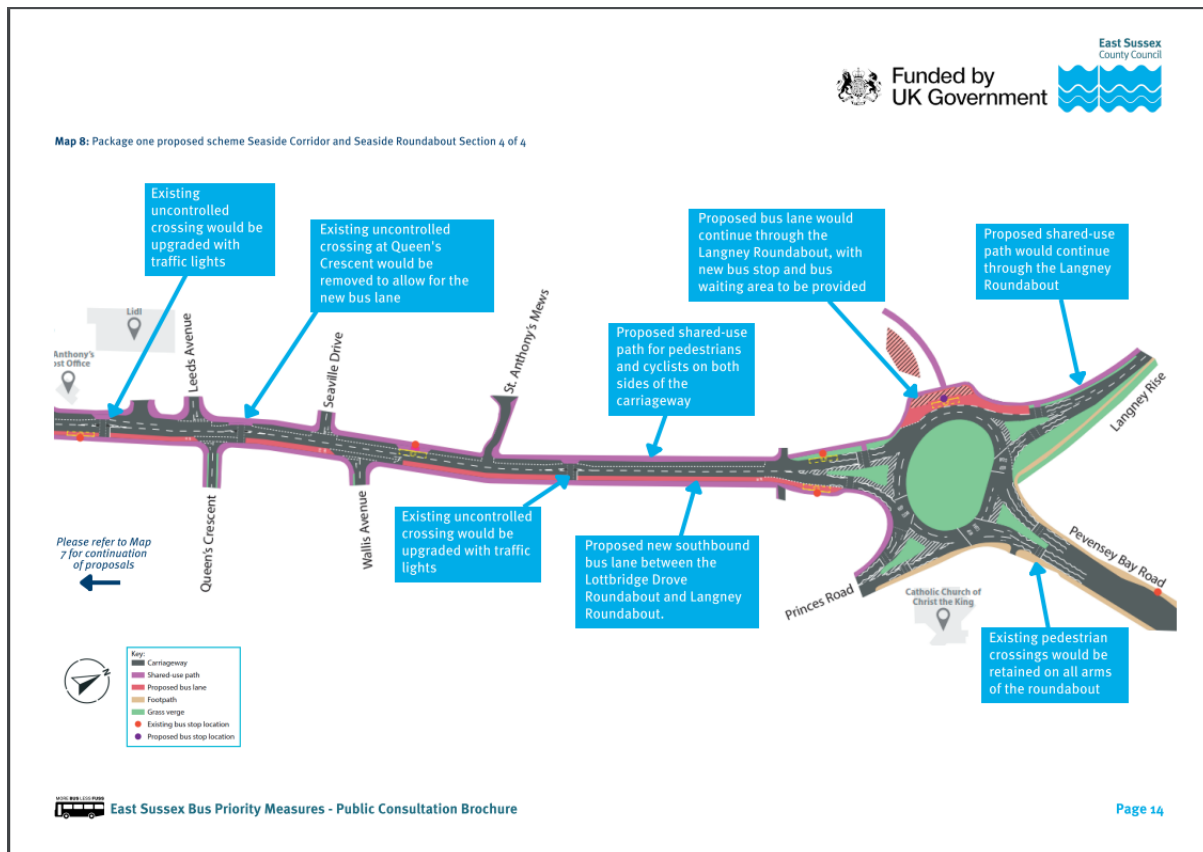 East Sussex
County Council
Funded by
UK Government
Map 8: Package one proposed scheme Seaside Corridor and Seaside Roundabout Section 4 of 4
Existing
uncontrolled
crossing would be
upgraded with
traffic lights
Existing uncontrolled
crossing at Queen's
Crescent would be
removed to allow for the
new bus lane
Proposed bus lane would
continue through the
Langney Roundabout, with
new bus stop and bus
waiting area to be provided
Proposed shared-use
path would continue
through the Langney
Roundabout
Proposed shared-use
path for pedestrians
and cyclists on both
sides of the
carriageway
Lidl
Anthony's
ost Office
Leeds Avenue
Seaville Drive
St. Anthony's Mews
Langney Rise
Queen's Crescent
Wallis Avenue
Existing uncontrolled
crossing would be
upgraded with traffic
lights
Proposed new southbound
bus lane between the
Lottbridge Drove
Roundabout and Langney
Roundabout.
Princes Road
Catholic Church of
Christ the King
Pevensey Bay Road
Existing pedestrian
crossings would be
retained on all arms
of the roundabout
Please refer to Map
7 for continuation
of proposals
N
Key:
Carriageway
Shared-use path
Proposed bus lane
Footpath
Grass verge
Existing bus stop location
Proposed bus stop location
MORE BUS LESS FUSS
East Sussex Bus Priority Measures - Public Consultation Brochure
Page 14